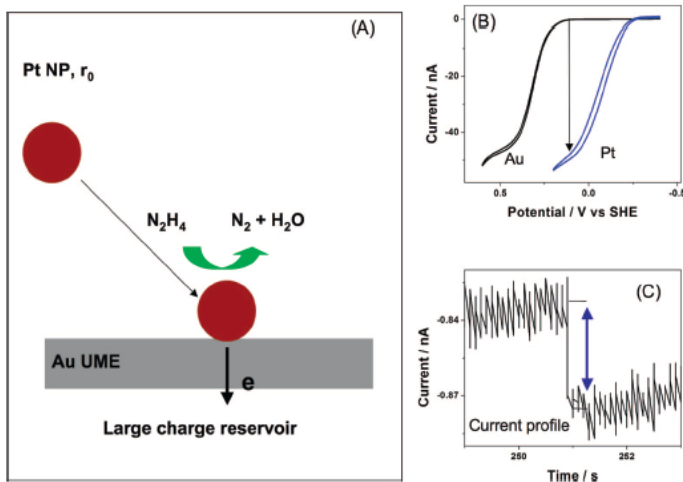 (A)
Pt NP, r₀
N₂H₄ N₂ + H₂O
Au UME
e
Large charge reservoir
(B)
Current / nA
0
-20
-40
Au
Pt
0.5 0.0 -0.5
Potential / V vs SHE
(C)
Current / nA
-0.84
-0.87
Current profile
250 252
Time / s